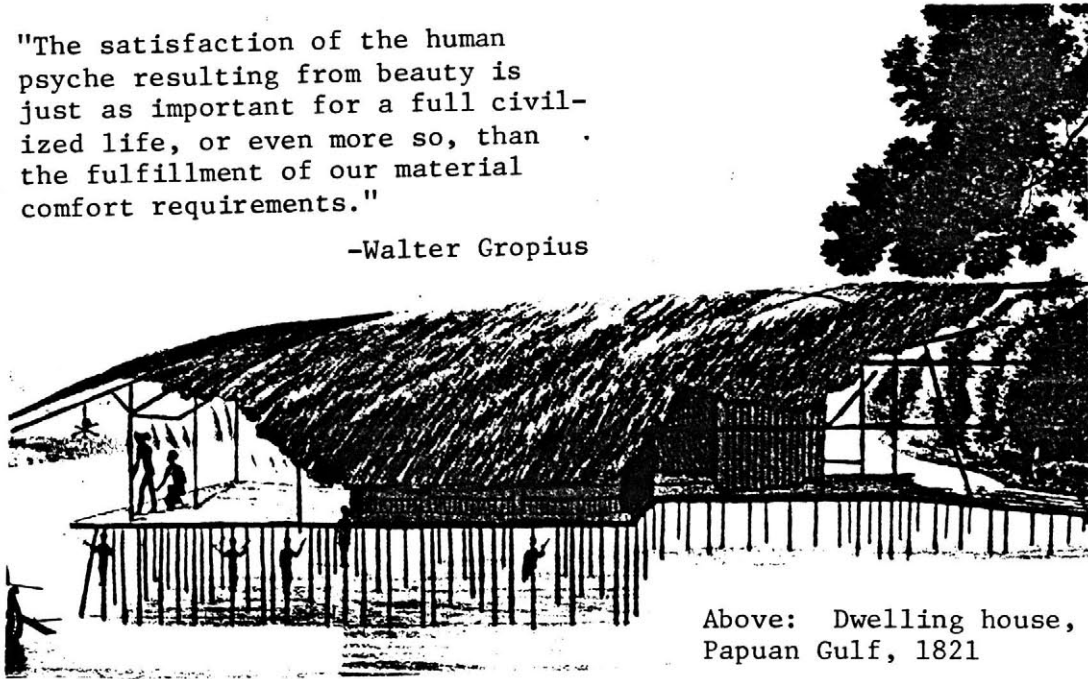 "The satisfaction of the human
psyche resulting from beauty is
just as important for a full civil-
ized life, or even more so, than
the fulfillment of our material
comfort requirements."
-Walter Gropius
Above: Dwelling house,
Papuan Gulf, 1821